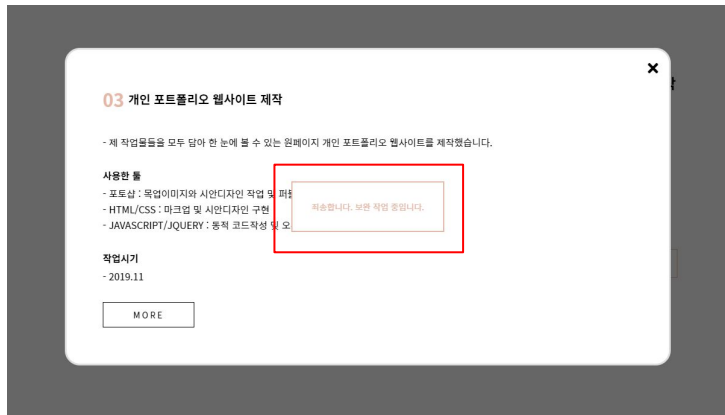 03 개인 포트폴리오 웹사이트 제작
- 제 작업물들을 모두 담아 한 눈에 볼 수 있는 원페이지 개인 포트폴리오 웹사이트를 제작했습니다.
사용한 툴
- 포토샵 : 목업이미지와 시안디자인 작업 및
- HTML/CSS : 마크업 및 시안디자인 구현
- JAVASCRIPT/JQUERY : 동적 코드작성 및
죄송합니다. 보완 작업 중입니다.
작업시기
- 2019.11
MORE